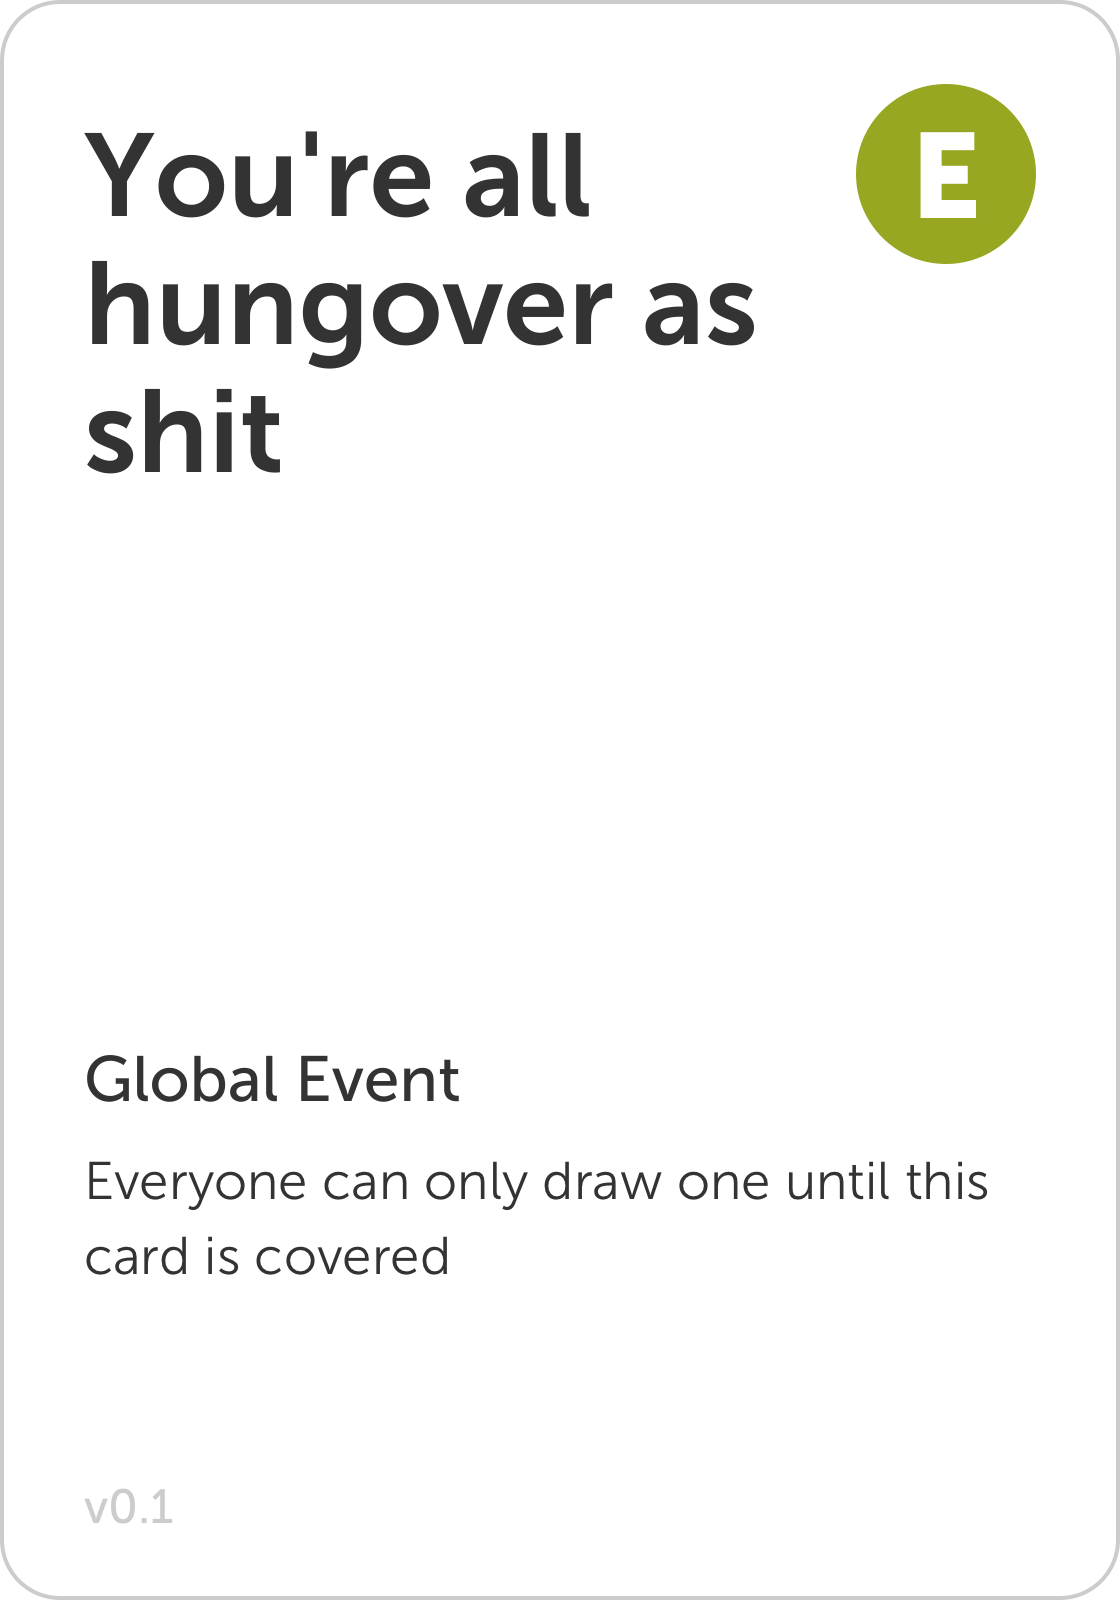 You're all
E
hungover as
shit
Global Event
Everyone can only draw one until this
card is covered
v0.1